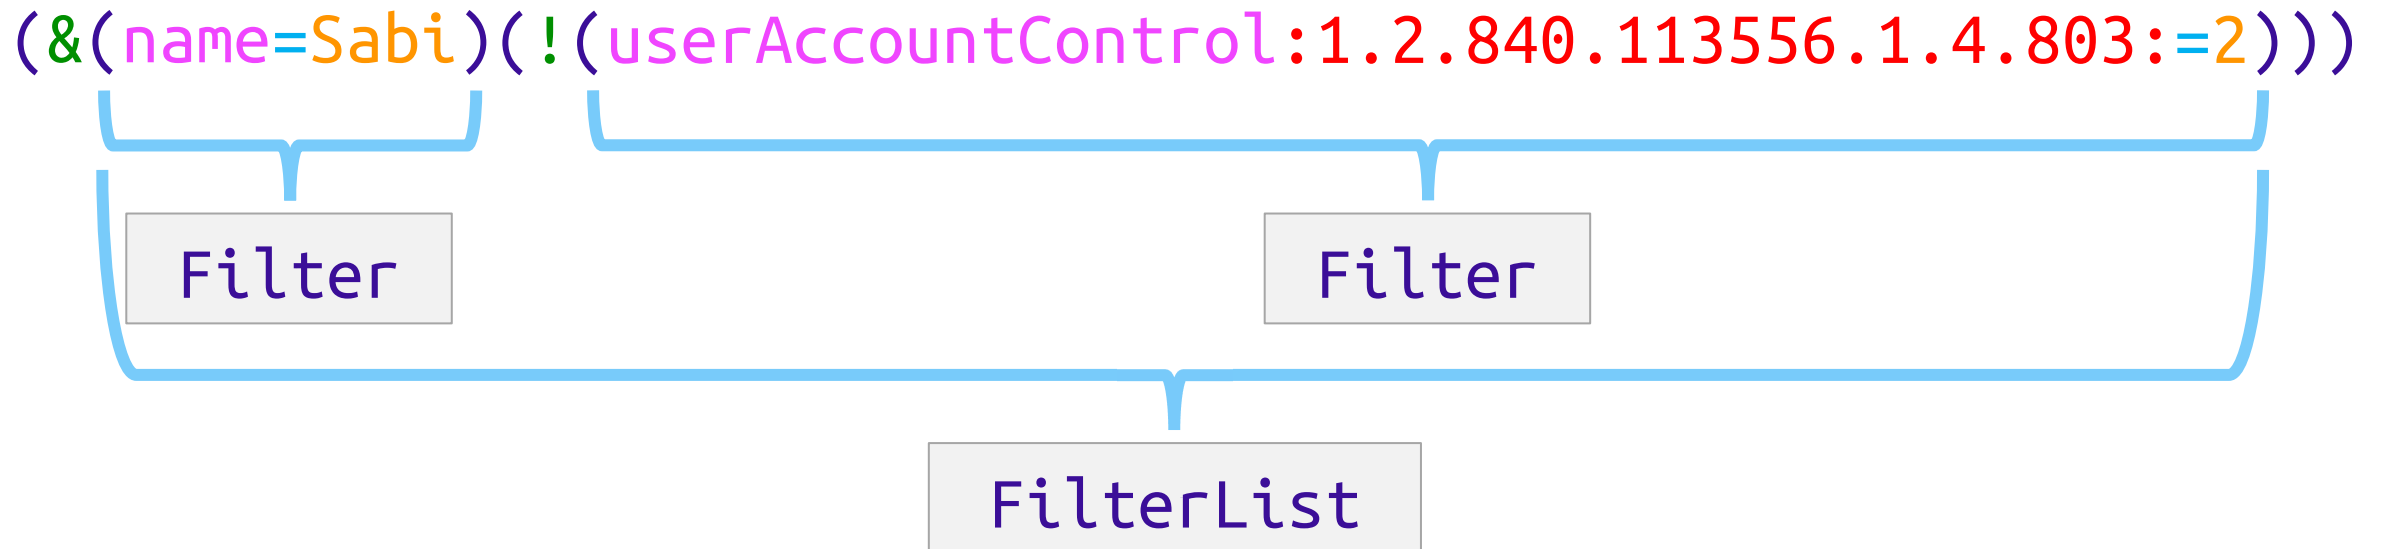 (&(name=Sabi)(!(userAccountControl:1.2.840.113556.1.4.803:=2)))
Filter Filter
FilterList